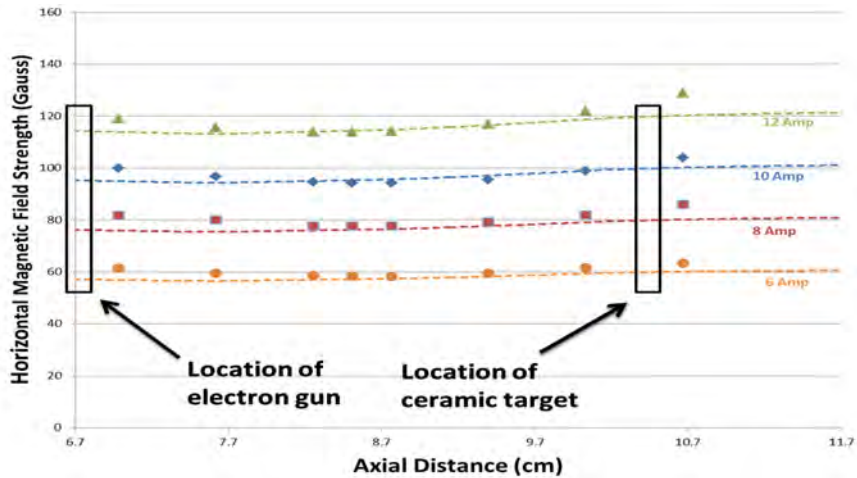 Horizontal Magnetic Field Strength (Gauss)
160
140
120
100
80
60
40
20
0
12 Amp
10 Amp
8 Amp
6 Amp
Location of
electron gun
Location of
ceramic target
6.7
7.7
8.7
9.7
10.7
11.7
Axial Distance (cm)